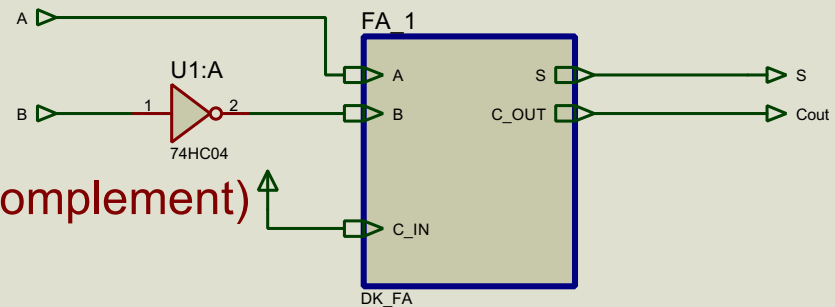 A
FA_1
A
S
S
U1:A
B
1
2
B
C_OUT
Cout
74HC04
omplement)
C_IN
DK_FA